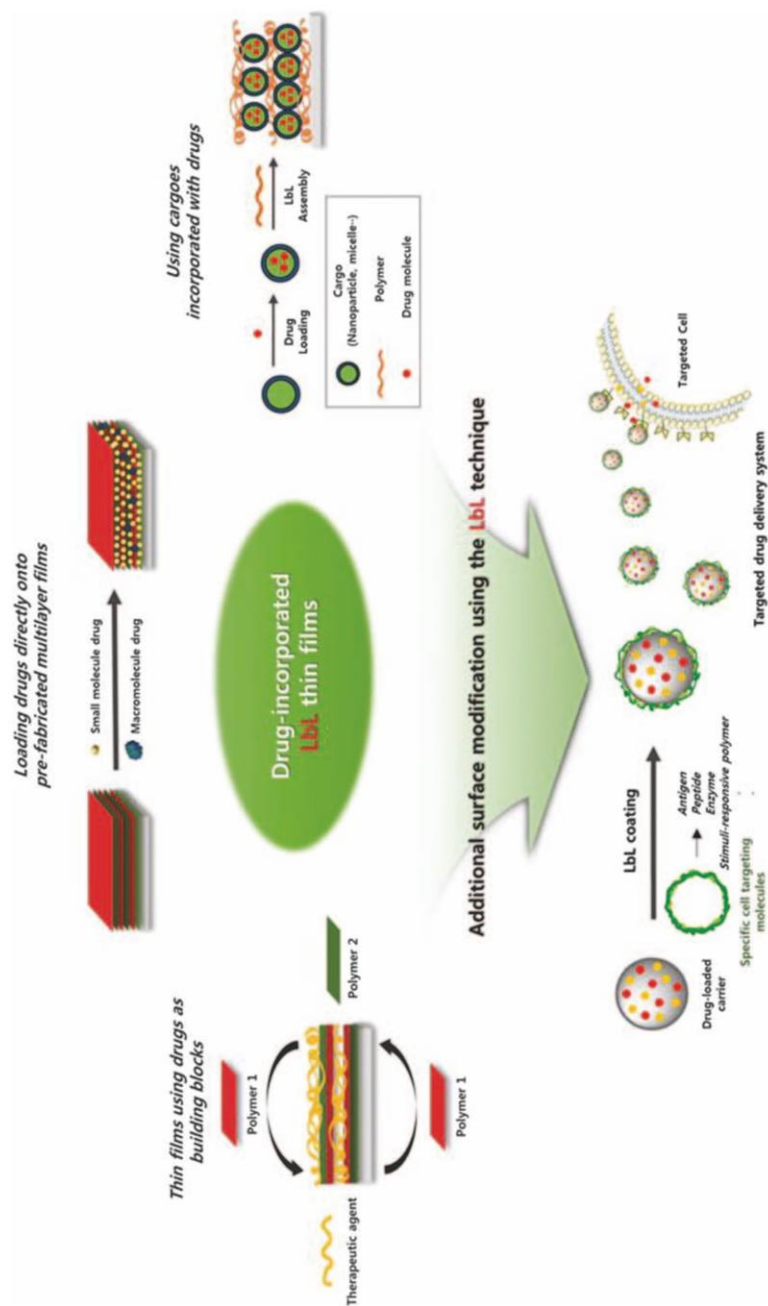 Loading drugs directly onto
pre-fabricated multilayer films
Small molecule drug
Macromolecule drug
Thin films using drugs as
building blocks
Polymer 1
Therapeutic agent
Polymer 2
Polymer 1
Drug-incorporated
LbL thin films
Using cargoes
incorporated with drugs
Drug
Loading
LbL
Assembly
Cargo
(Nanoparticle, micelle··)
Polymer
Drug molecule
Additional surface modification using the LbL technique
Drug-loaded
carrier
LbL coating
Antigen
Peptide
Enzyme
Stimuli-responsive polymer
Specific cell targeting
molecules
Targeted Cell
Targeted drug delivery system